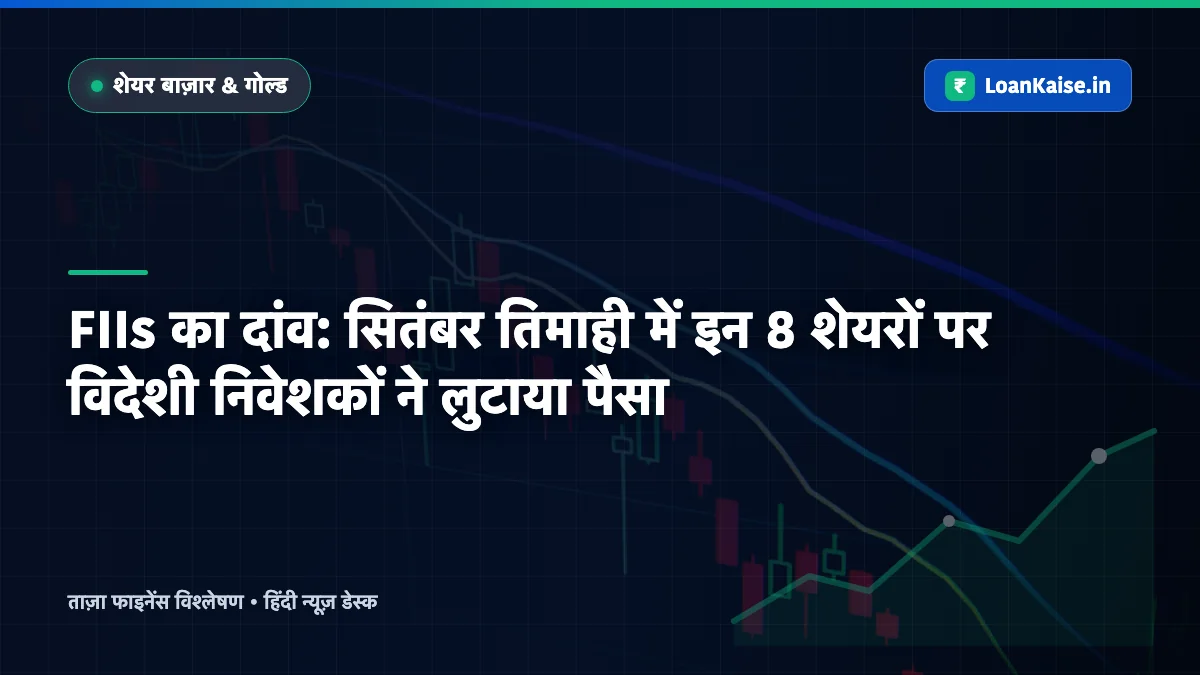 शेयर बाज़ार & गोल्ड
₹ LoanKaise.in
FIIs का दांव: सितंबर तिमाही में इन 8 शेयरों पर
विदेशी निवेशकों ने लुटाया पैसा
ताज़ा फाइनेंस विश्लेषण • हिंदी न्यूज़ डेस्क